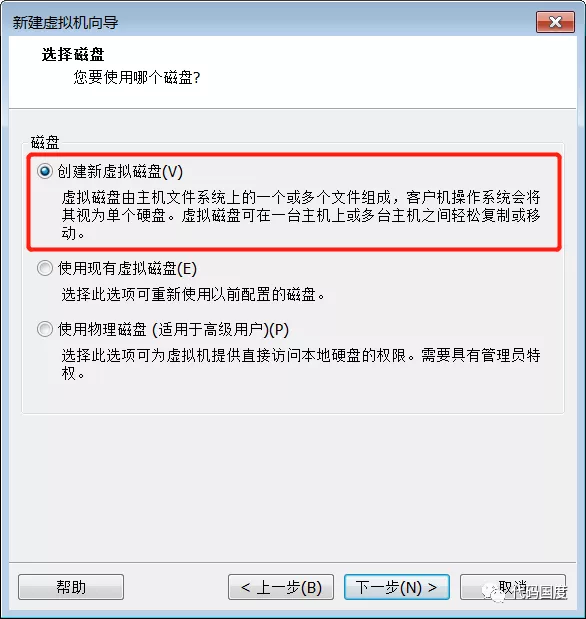 新建虚拟机向导
选择磁盘
您要使用哪个磁盘?
磁盘
创建新虚拟磁盘(V)
虚拟磁盘由主机文件系统上的一个或多个文件组成，客户机操作系统会将
其视为单个硬盘。虚拟磁盘可在一台主机上或多台主机之间轻松复制或移
动。
使用现有虚拟磁盘(E)
选择此选项可重新使用以前配置的磁盘。
使用物理磁盘 (适用于高级用户)(P)
选择此选项可为虚拟机提供直接访问本地硬盘的权限。需要具有管理员特
权。
帮助
< 上一步(B)
下一步(N) >
取消
代码国度